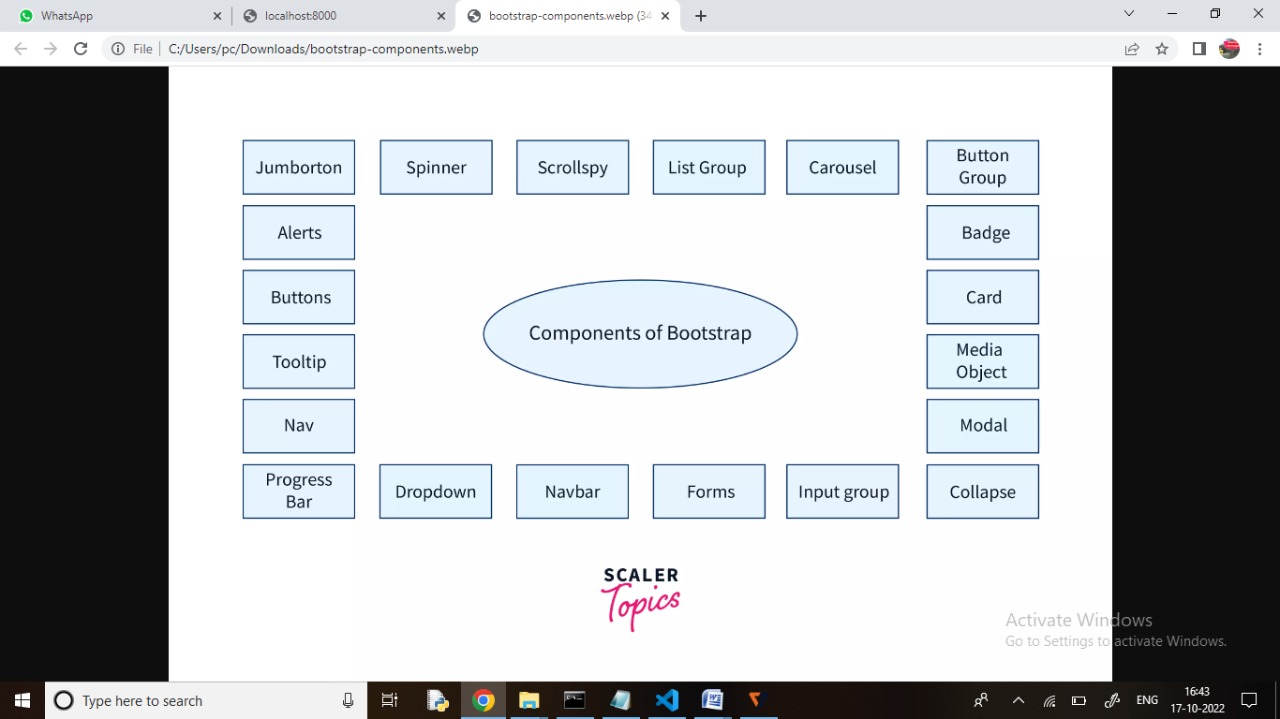 WhatsApp
localhost:8000
bootstrap-components.webp (34
File
C:/Users/pc/Downloads/bootstrap-components.webp
Jumborton
Spinner
Scrollspy
List Group
Carousel
Button
Group
Alerts
Badge
Buttons
Card
Components of Bootstrap
Tooltip
Media
Object
Nav
Modal
Progress
Bar
Dropdown
Navbar
Forms
Input group
Collapse
SCALER
Topics
Activate Windows
Go to Settings to activate Windows.
Type here to search
ENG
16:43
17-10-2022